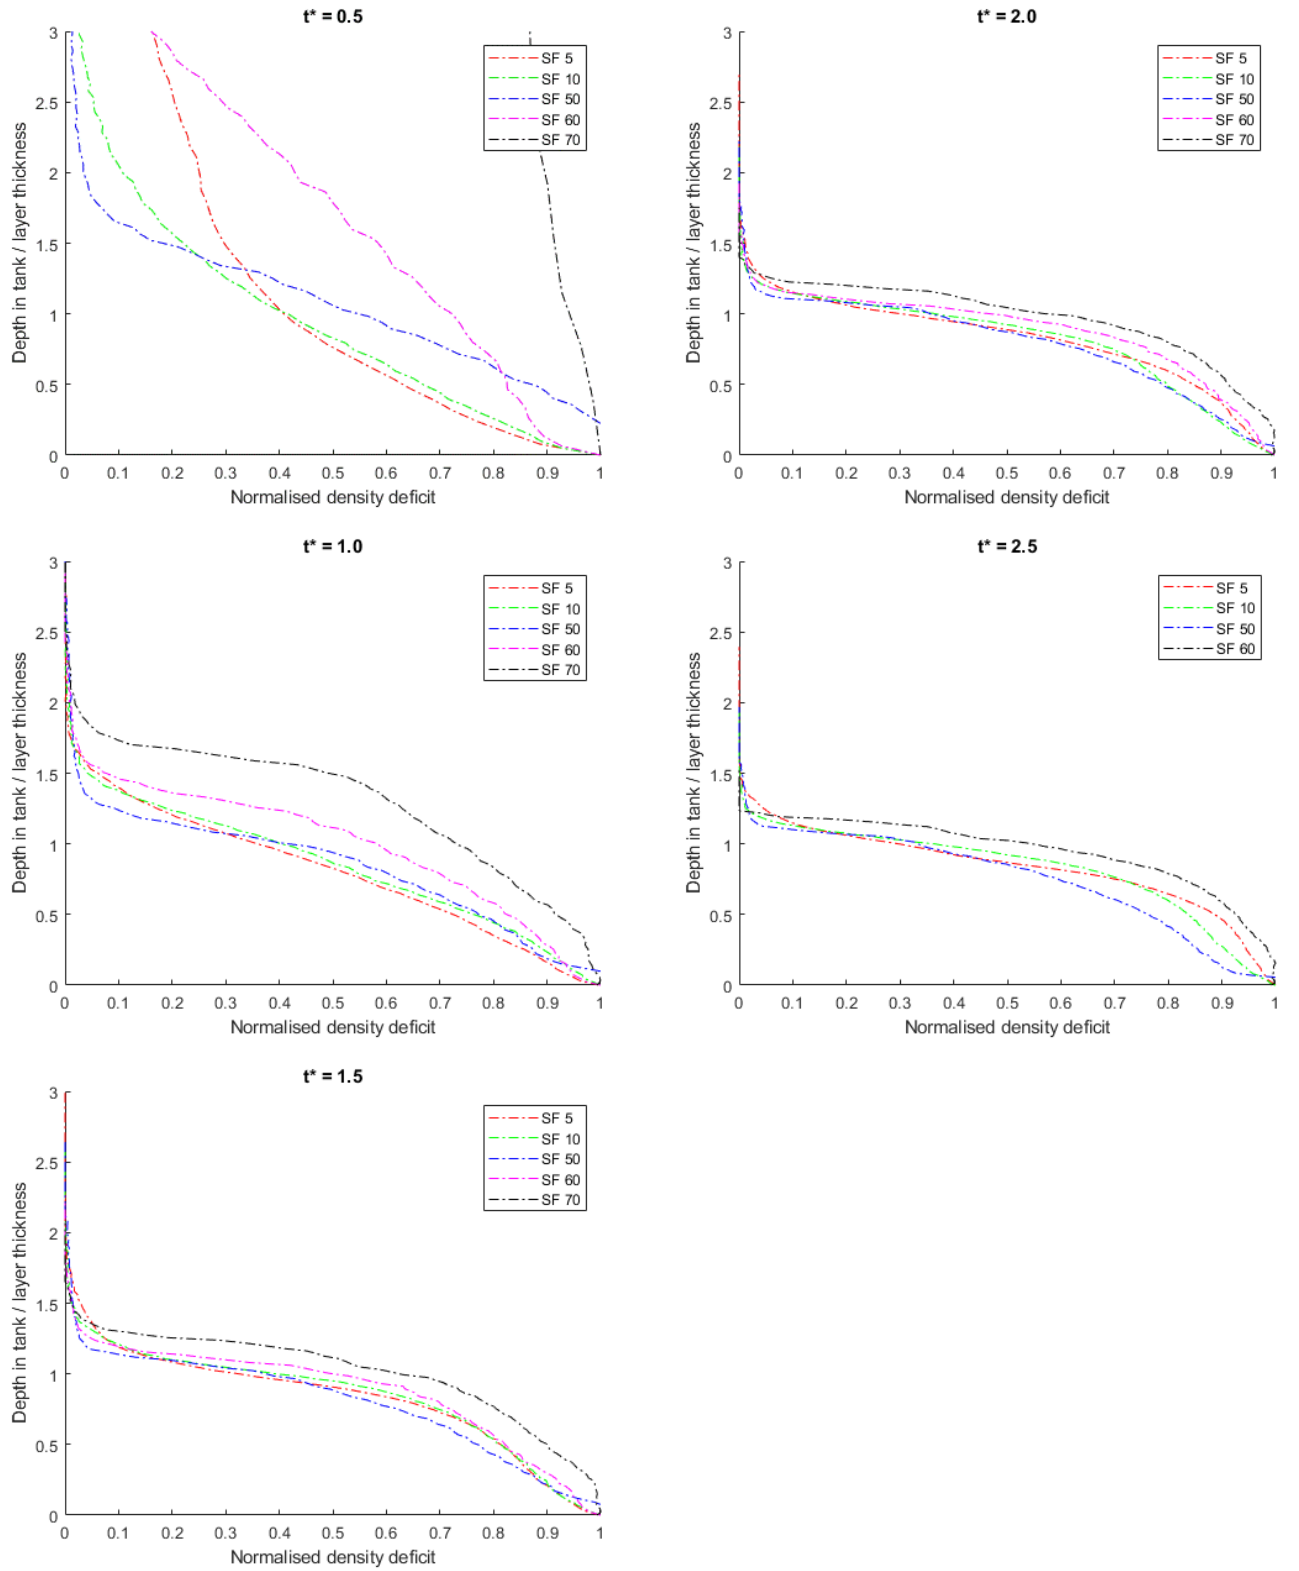 t* = 0.5
3
2.5
2
1.5
1
0.5
0
Depth in tank / layer thickness
SF 5
SF 10
SF 50
SF 60
SF 70
0 0.1 0.2 0.3 0.4 0.5 0.6 0.7 0.8 0.9 1
Normalised density deficit
t* = 2.0
3
2.5
2
1.5
1
0.5
0
Depth in tank / layer thickness
SF 5
SF 10
SF 50
SF 60
SF 70
0 0.1 0.2 0.3 0.4 0.5 0.6 0.7 0.8 0.9 1
Normalised density deficit
t* = 1.0
3
2.5
2
1.5
1
0.5
0
Depth in tank / layer thickness
SF 5
SF 10
SF 50
SF 60
SF 70
0 0.1 0.2 0.3 0.4 0.5 0.6 0.7 0.8 0.9 1
Normalised density deficit
t* = 2.5
3
2.5
2
1.5
1
0.5
0
Depth in tank / layer thickness
SF 5
SF 10
SF 50
SF 60
0 0.1 0.2 0.3 0.4 0.5 0.6 0.7 0.8 0.9 1
Normalised density deficit
t* = 1.5
3
2.5
2
1.5
1
0.5
0
Depth in tank / layer thickness
SF 5
SF 10
SF 50
SF 60
SF 70
0 0.1 0.2 0.3 0.4 0.5 0.6 0.7 0.8 0.9 1
Normalised density deficit